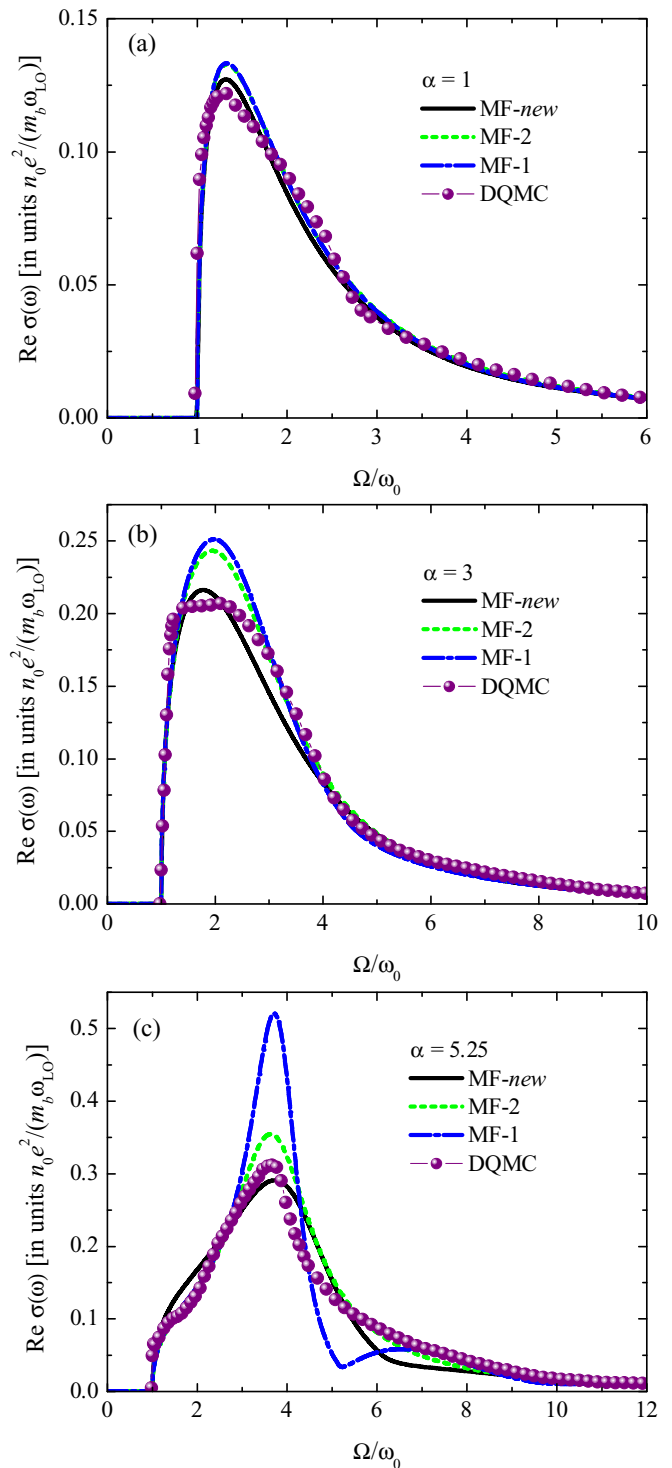 (a)
α = 1
MF-new
MF-2
MF-1
DQMC
Re σ(ω) [in units n₀e²/(m_bω_LO)]
0.15
0.10
0.05
0.00
0 1 2 3 4 5 6
Ω/ω₀
(b)
α = 3
MF-new
MF-2
MF-1
DQMC
Re σ(ω) [in units n₀e²/(m_bω_LO)]
0.25
0.20
0.15
0.10
0.05
0.00
0 2 4 6 8 10
Ω/ω₀
(c)
α = 5.25
MF-new
MF-2
MF-1
DQMC
Re σ(ω) [in units n₀e²/(m_bω_LO)]
0.5
0.4
0.3
0.2
0.1
0.0
0 2 4 6 8 10 12
Ω/ω₀